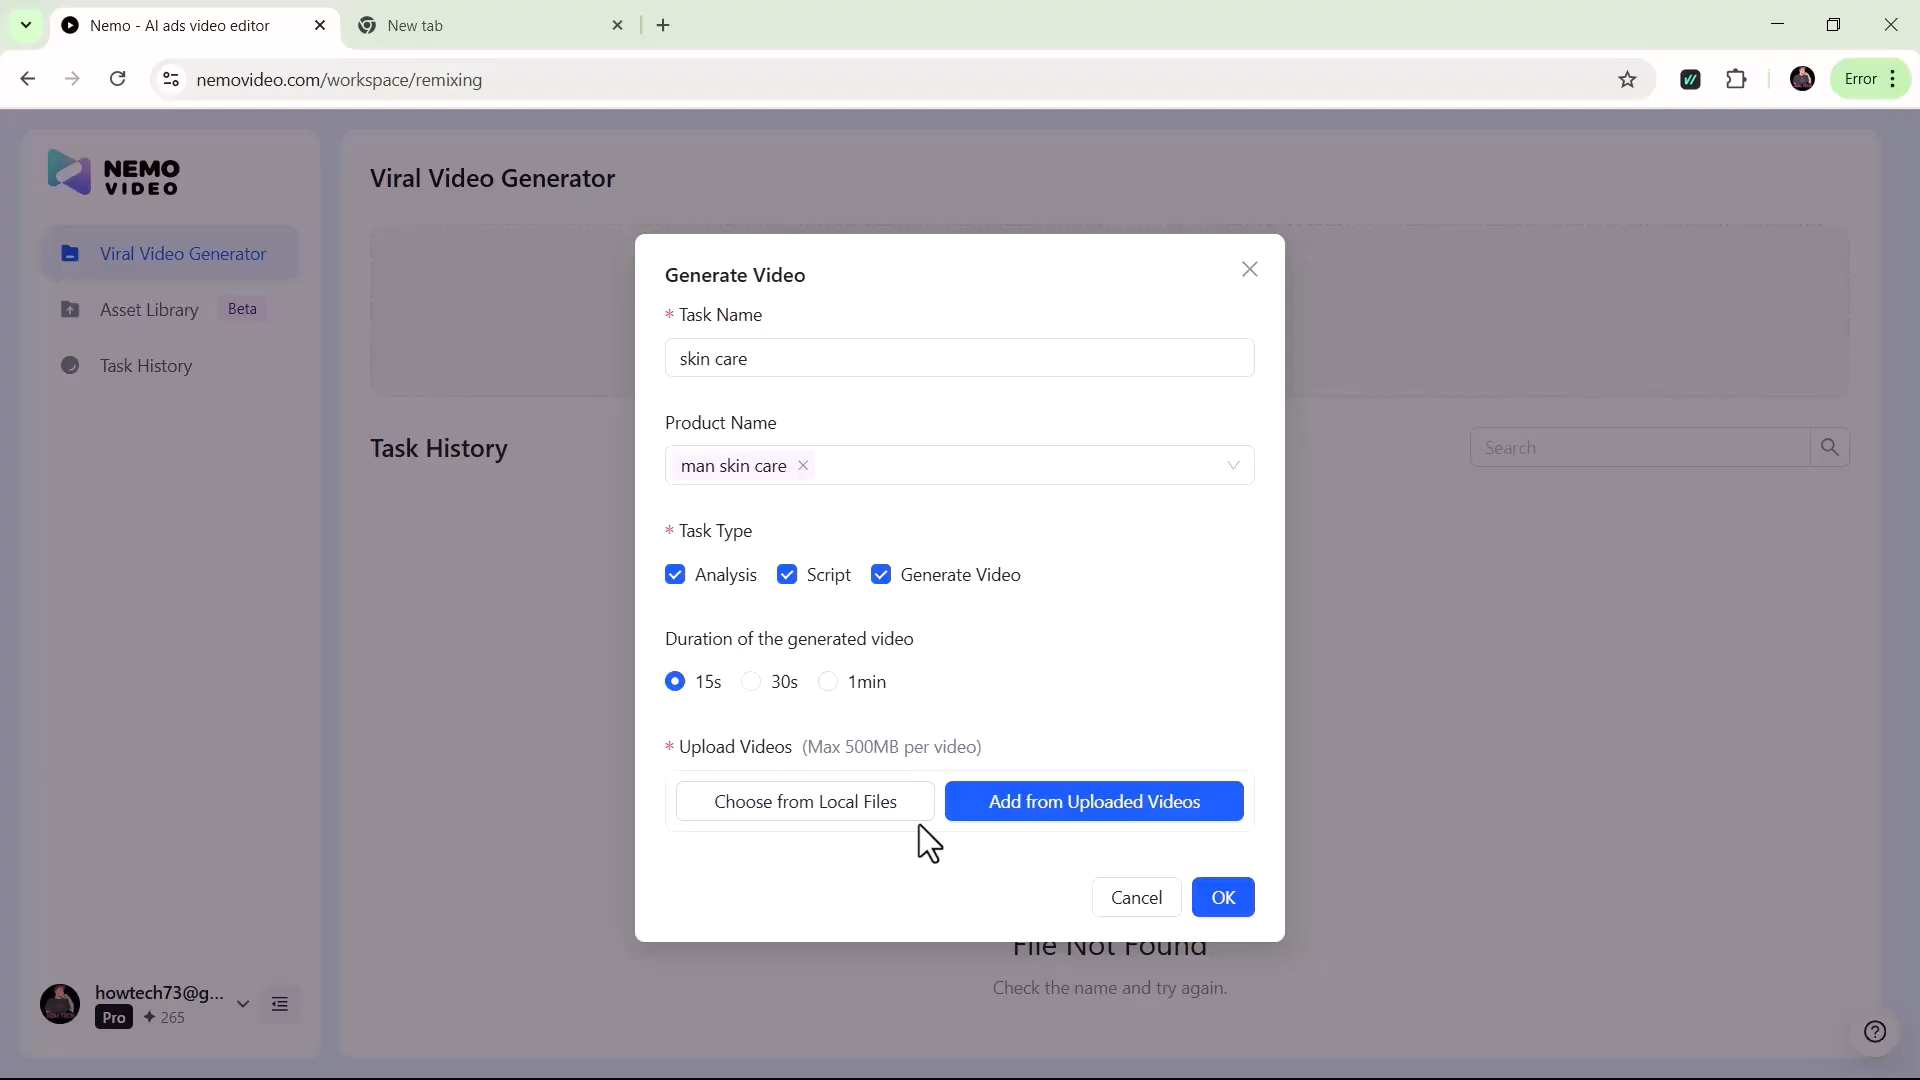 Nemo - AI ads video editor
New tab
nemovideo.com/workspace/remixing
Error
NEMO
VIDEO
Viral Video Generator
Asset Library Beta
Task History
howtech73@g...
Pro 265
Viral Video Generator
Task History
Search
File Not Found
Check the name and try again.
Generate Video
* Task Name
skin care
Product Name
man skin care
* Task Type
Analysis Script Generate Video
Duration of the generated video
15s 30s 1min
* Upload Videos (Max 500MB per video)
Choose from Local Files Add from Uploaded Videos
Cancel OK